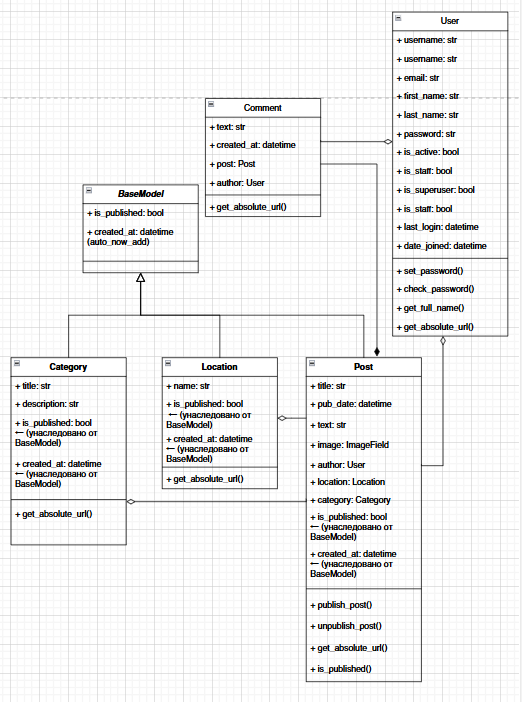 User
+ username: str
+ username: str
+ email: str
+ first_name: str
+ last_name: str
+ password: str
+ is_active: bool
+ is_staff: bool
+ is_superuser: bool
+ is_staff: bool
+ last_login: datetime
+ date_joined: datetime
+ set_password()
+ check_password()
+ get_full_name()
+ get_absolute_url()
Comment
+ text: str
+ created_at: datetime
+ post: Post
+ author: User
+ get_absolute_url()
BaseModel
+ is_published: bool
+ created_at: datetime
(auto_now_add)
Category
+ title: str
+ description: str
+ is_published: bool
← (унаследовано от
BaseModel)
+ created_at: datetime
← (унаследовано от
BaseModel)
+ get_absolute_url()
Location
+ name: str
+ is_published: bool
← (унаследовано от
BaseModel)
+ created_at: datetime
← (унаследовано от
BaseModel)
+ get_absolute_url()
Post
+ title: str
+ pub_date: datetime
+ text: str
+ image: ImageField
+ author: User
+ location: Location
+ category: Category
+ is_published: bool
← (унаследовано от
BaseModel)
+ created_at: datetime
← (унаследовано от
BaseModel)
+ publish_post()
+ unpublish_post()
+ get_absolute_url()
+ is_published()